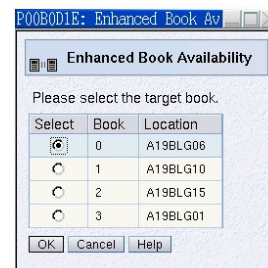 P00B0D1E: Enhanced Book Av
Enhanced Book Availability
Please select the target book.
Select Book Location
0 A19BLG06
1 A19BLG10
2 A19BLG15
3 A19BLG01
OK Cancel Help